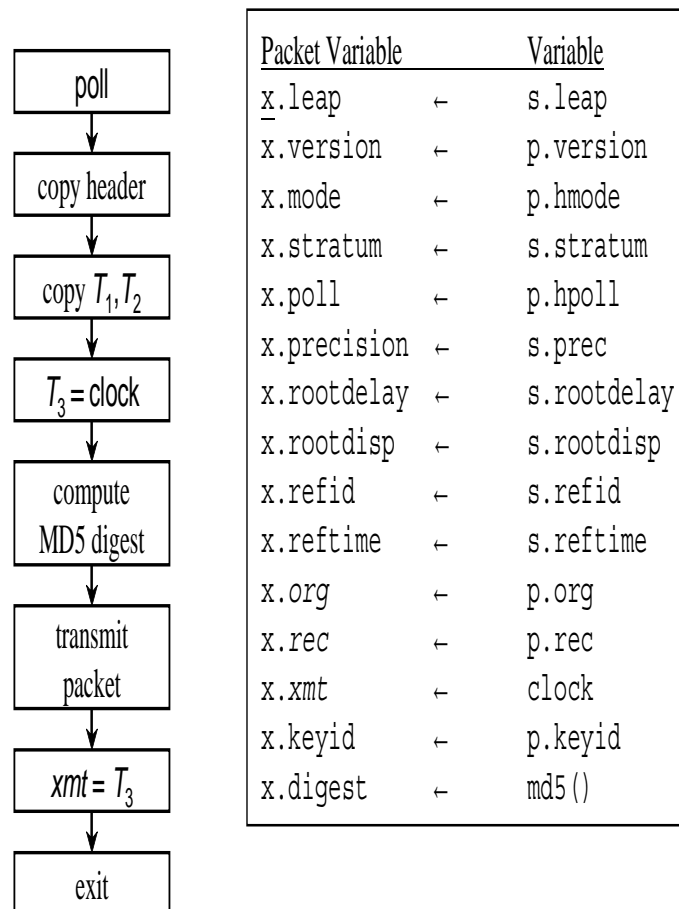 poll
copy header
copy T1, T2
T3 = clock
compute
MD5 digest
transmit
packet
xmt = T3
exit
Packet Variable Variable
x.leap ← s.leap
x.version ← p.version
x.mode ← p.hmode
x.stratum ← s.stratum
x.poll ← p.hpoll
x.precision ← s.prec
x.rootdelay ← s.rootdelay
x.rootdisp ← s.rootdisp
x.refid ← s.refid
x.reftime ← s.reftime
x.org ← p.org
x.rec ← p.rec
x.xmt ← clock
x.keyid ← p.keyid
x.digest ← md5()